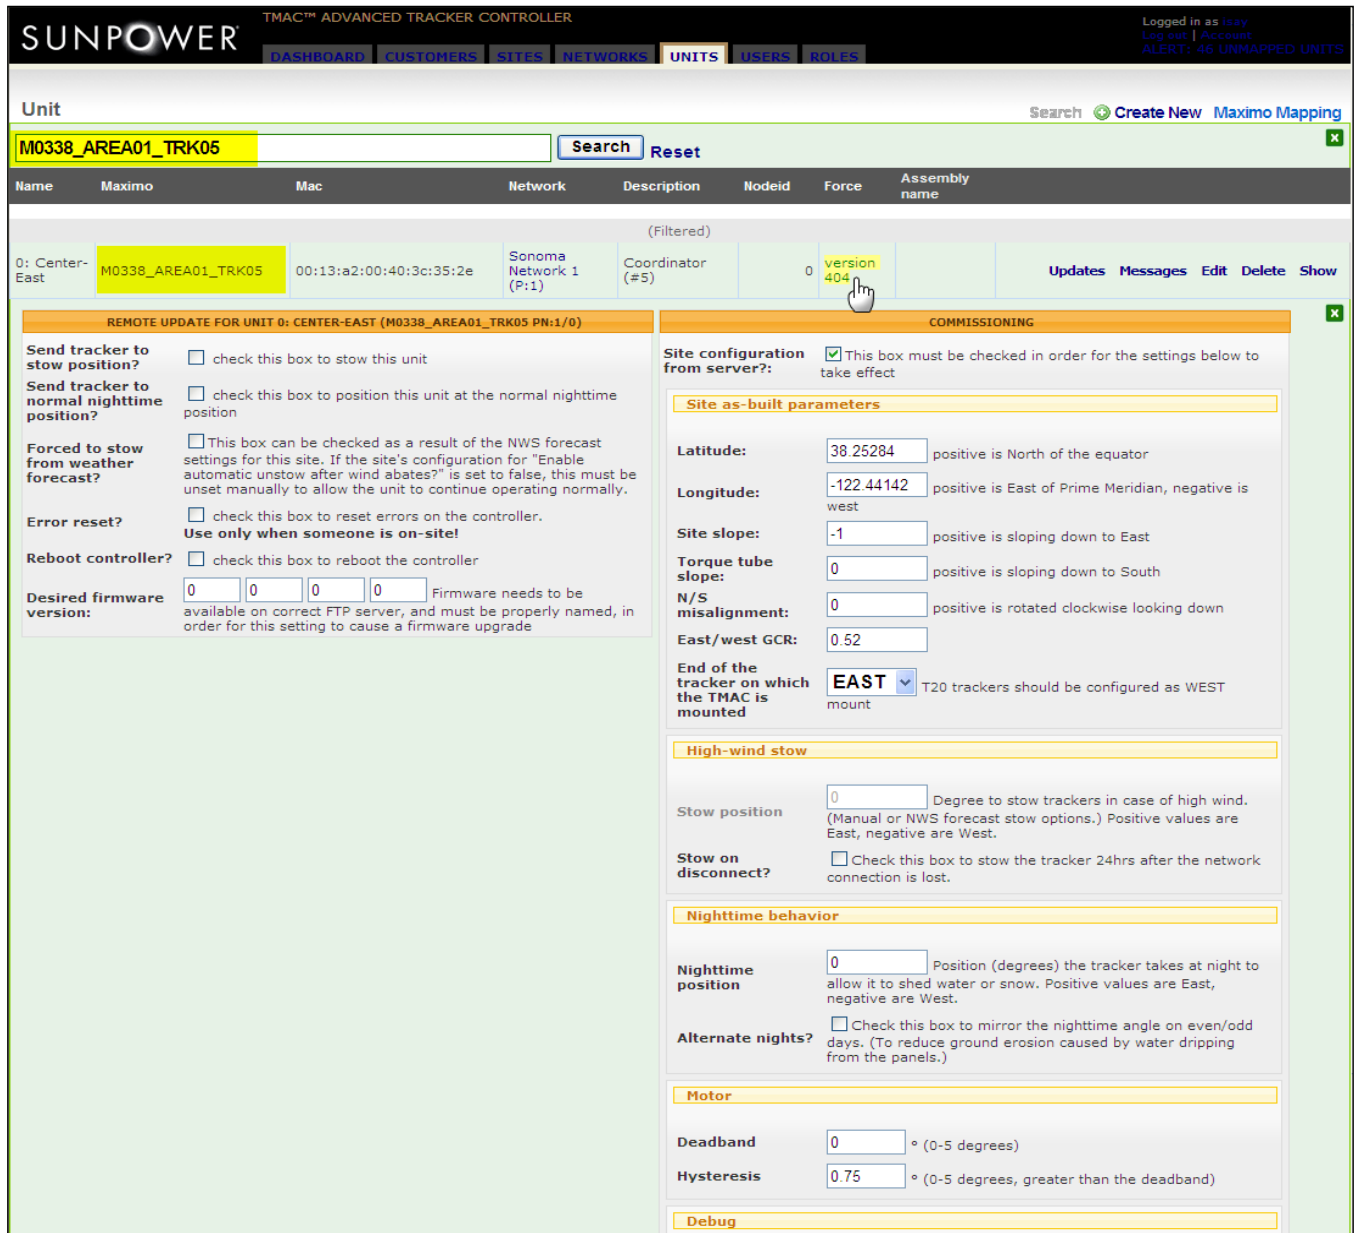 TMAC™ ADVANCED TRACKER CONTROLLER
SUNPOWER
Logged in as
Log out | Account
ALERT: 46 UNMAPPED UNITS
DASHBOARD CUSTOMERS SITES NETWORKS UNITS USERS ROLES
Unit
Search Create New Maximo Mapping
M0338_AREA01_TRK05 Search Reset
Name Maximo Mac Network Description Nodeid Force Assembly
name
(Filtered)
0: Center-
East
M0338_AREA01_TRK05
00:13:a2:00:40:3c:35:2e
Sonoma
Network 1
(P:1)
Coordinator
(#5)
0
version
404
Updates Messages Edit Delete Show
REMOTE UPDATE FOR UNIT 0: CENTER-EAST (M0338_AREA01_TRK05 PN:1/0)
Send tracker to
stow position?
check this box to stow this unit
Send tracker to
normal nighttime
position?
check this box to position this unit at the normal nighttime
position
Forced to stow
from weather
forecast?
This box can be checked as a result of the NWS forecast
settings for this site. If the site's configuration for "Enable
automatic unstow after wind abates?" is set to false, this must be
unset manually to allow the unit to continue operating normally.
Error reset?
check this box to reset errors on the controller.
Use only when someone is on-site!
Reboot controller? check this box to reboot the controller
Desired firmware
version:
0 0 0 0 Firmware needs to be
available on correct FTP server, and must be properly named, in
order for this setting to cause a firmware upgrade
COMMISSIONING
Site configuration
from server?:
This box must be checked in order for the settings below to
take effect
Site as-built parameters
Latitude: 38.25284 positive is North of the equator
Longitude: -122.44142 positive is East of Prime Meridian, negative is
west
Site slope: -1 positive is sloping down to East
Torque tube
slope:
0 positive is sloping down to South
N/S
misalignment:
0 positive is rotated clockwise looking down
East/west GCR: 0.52
End of the
tracker on which
the TMAC is
mounted
EAST T20 trackers should be configured as WEST
mount
High-wind stow
Stow position
0 Degree to stow trackers in case of high wind.
(Manual or NWS forecast stow options.) Positive values are
East, negative are West.
Stow on
disconnect?
Check this box to stow the tracker 24hrs after the network
connection is lost.
Nighttime behavior
Nighttime
position
0 Position (degrees) the tracker takes at night to
allow it to shed water or snow. Positive values are East,
negative are West.
Alternate nights?
Check this box to mirror the nighttime angle on even/odd
days. (To reduce ground erosion caused by water dripping
from the panels.)
Motor
Deadband 0 ° (0-5 degrees)
Hysteresis 0.75 ° (0-5 degrees, greater than the deadband)
Debug